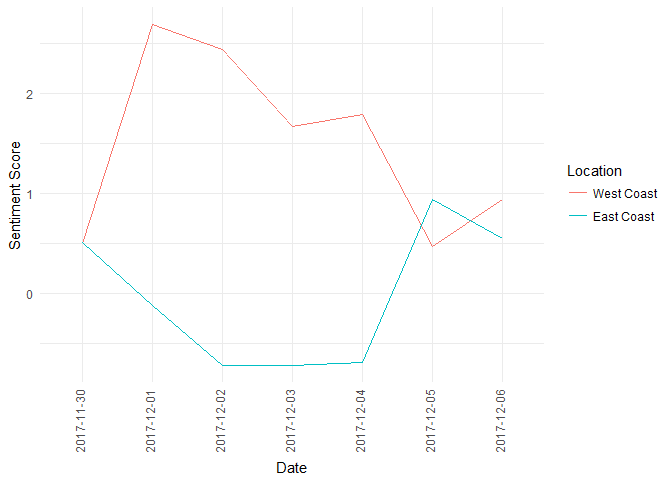 Sentiment Score
2
1
0
2017-11-30
2017-12-01
2017-12-02
2017-12-03
2017-12-04
2017-12-05
2017-12-06
Date
Location
West Coast
East Coast